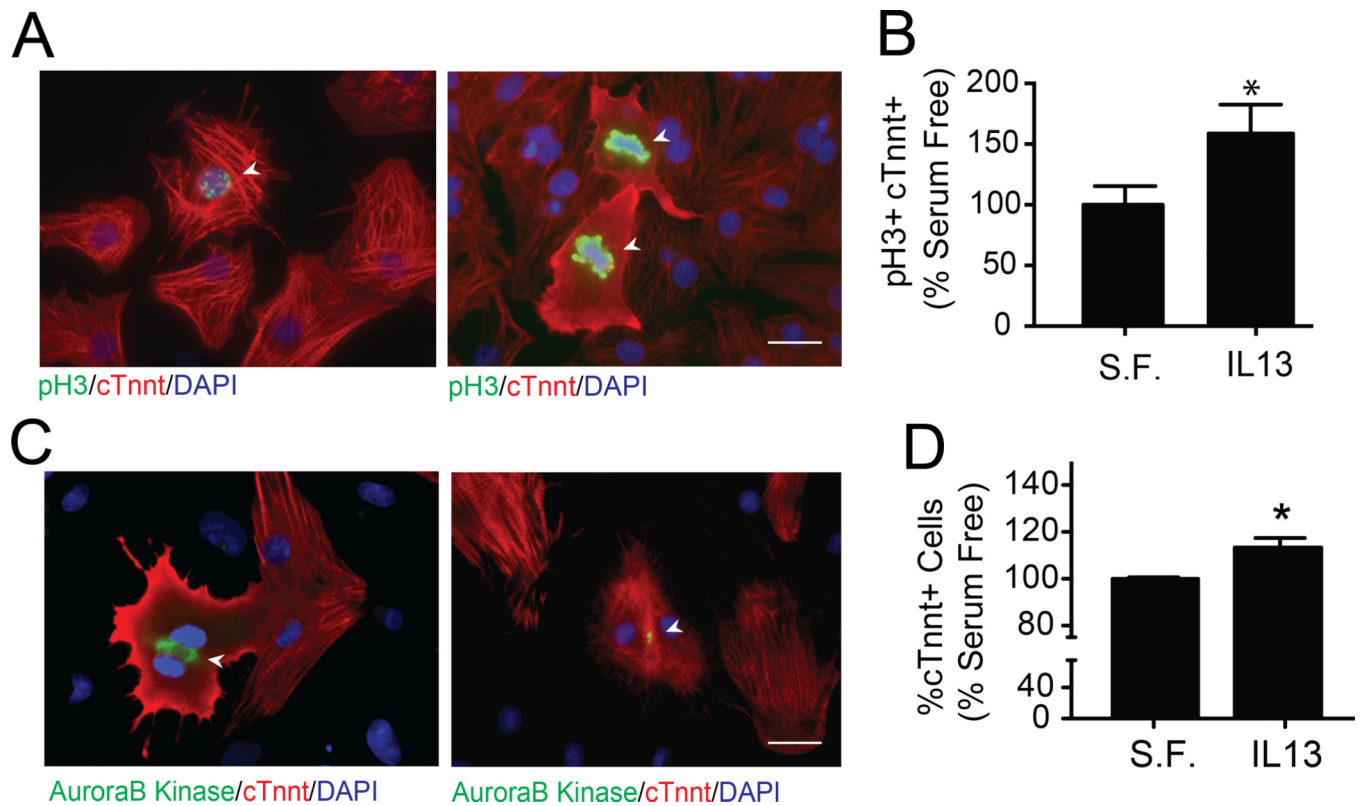 A
pH3/cTnnt/DAPI
pH3/cTnnt/DAPI
B
pH3+ cTnnt+
(% Serum Free)
200
150
100
50
0
*
S.F.
IL13
C
AuroraB Kinase/cTnnt/DAPI
AuroraB Kinase/cTnnt/DAPI
D
%cTnnt+ Cells
(% Serum Free)
140
120
100
80
40
0
*
S.F.
IL13